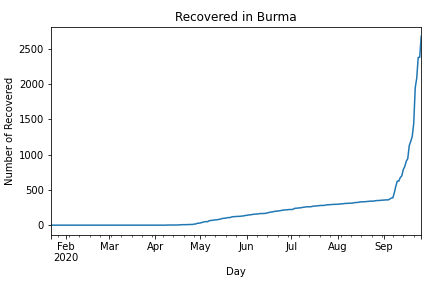 Recovered in Burma
Number of Recovered
2500
2000
1500
1000
500
0
Feb Mar Apr May Jun Jul Aug Sep
2020
Day